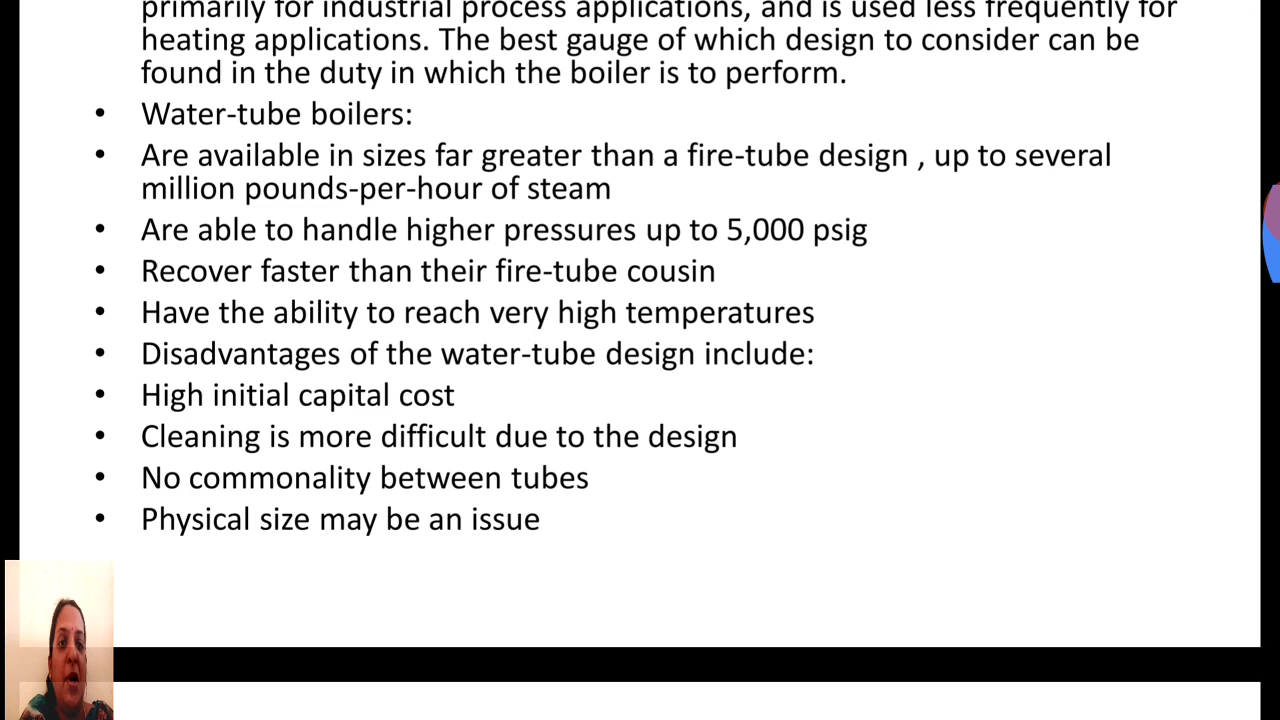 primarily for industrial process applications, and is used less frequently for
heating applications. The best gauge of which design to consider can be
found in the duty in which the boiler is to perform.
• Water-tube boilers:
• Are available in sizes far greater than a fire-tube design , up to several
million pounds-per-hour of steam
• Are able to handle higher pressures up to 5,000 psig
• Recover faster than their fire-tube cousin
• Have the ability to reach very high temperatures
• Disadvantages of the water-tube design include:
• High initial capital cost
• Cleaning is more difficult due to the design
• No commonality between tubes
• Physical size may be an issue